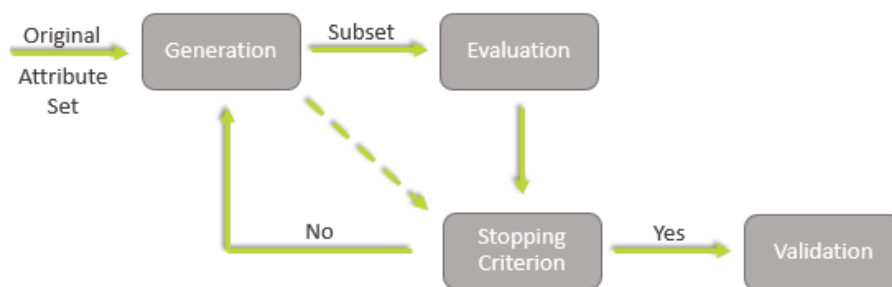 Original
Attribute
Set
Generation
Subset
Evaluation
No
Stopping
Criterion
Yes
Validation